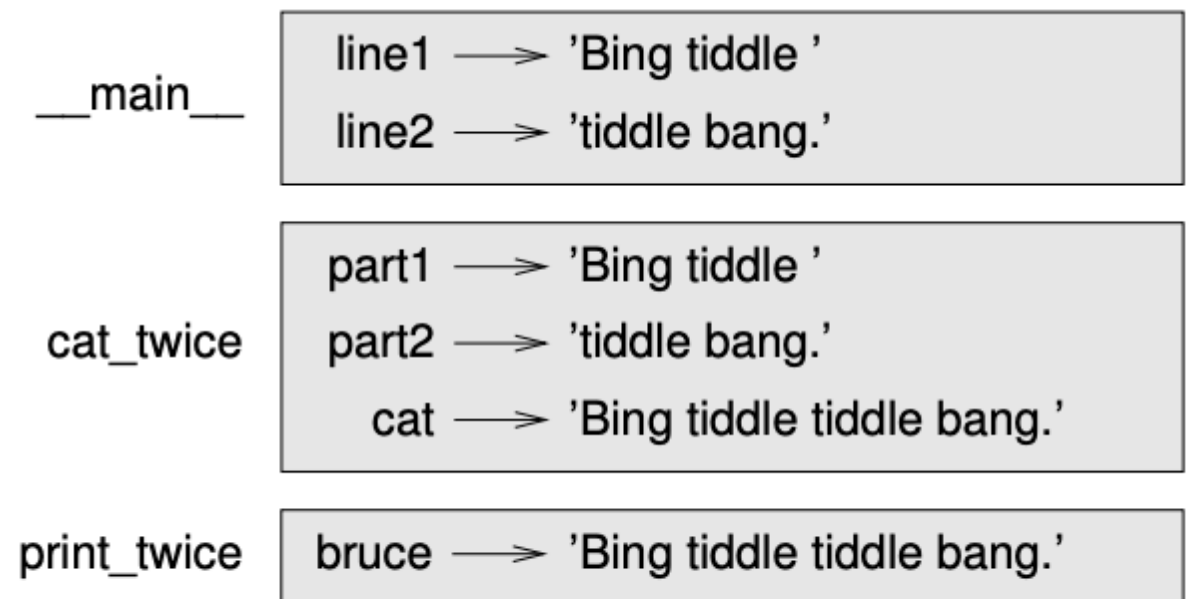 line1 ⟶ ’Bing tiddle ’
__main__
line2 ⟶ ’tiddle bang.’
part1 ⟶ ’Bing tiddle ’
cat_twice part2 ⟶ ’tiddle bang.’
cat ⟶ ’Bing tiddle tiddle bang.’
print_twice bruce ⟶ ’Bing tiddle tiddle bang.’